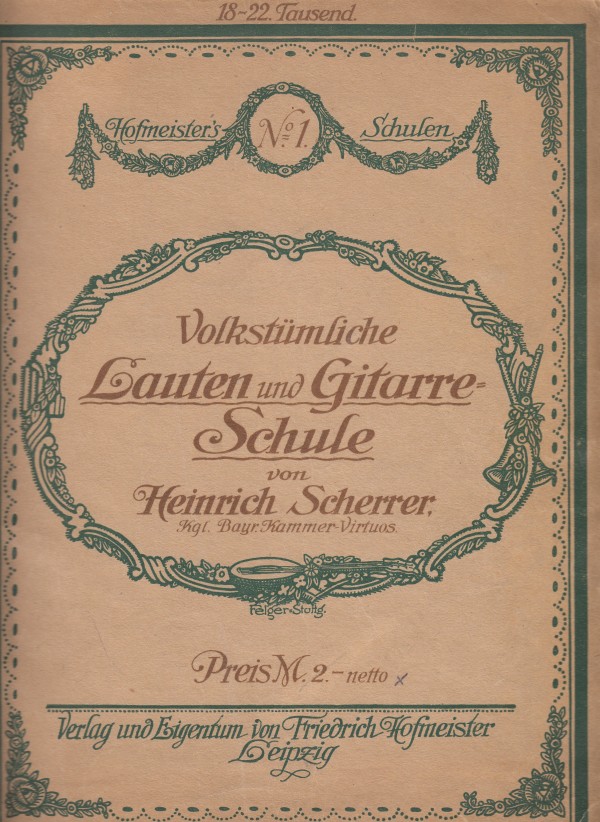 18-22. Tausend.
Hofmeister's No. 1. Schulen
Volkstümliche
Lauten und Gitarre=
Schule
von
Heinrich Scherrer,
Kgl. Bayr. Kammer-Virtuos.
Felger-Stuttg.
Preis M. 2.- netto x
Verlag und Eigentum von Friedrich Hofmeister
Leipzig